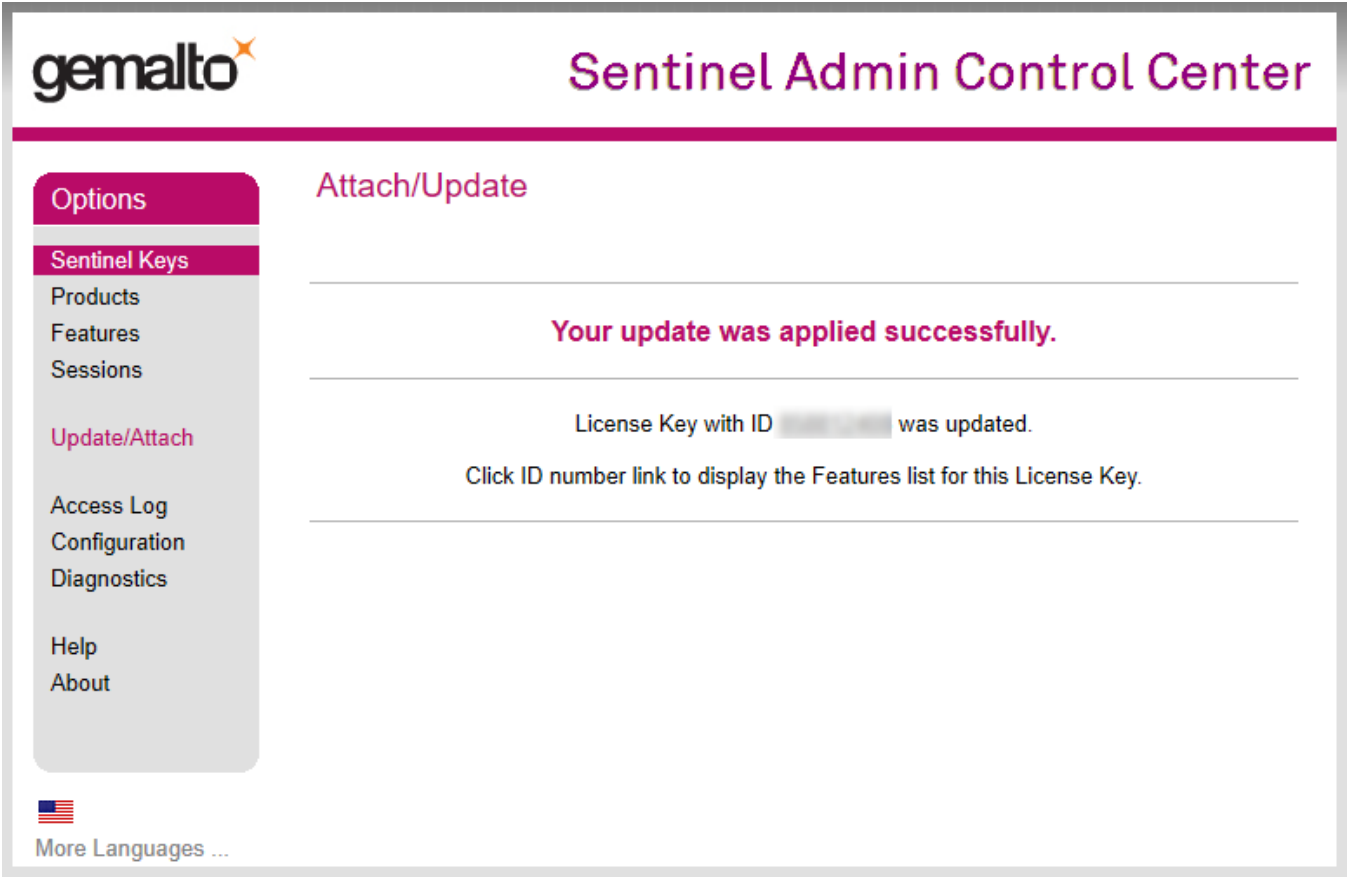 gemalto
Sentinel Admin Control Center
Options
Sentinel Keys
Products
Features
Sessions
Update/Attach
Access Log
Configuration
Diagnostics
Help
About
More Languages ...
Attach/Update
Your update was applied successfully.
License Key with ID was updated.
Click ID number link to display the Features list for this License Key.